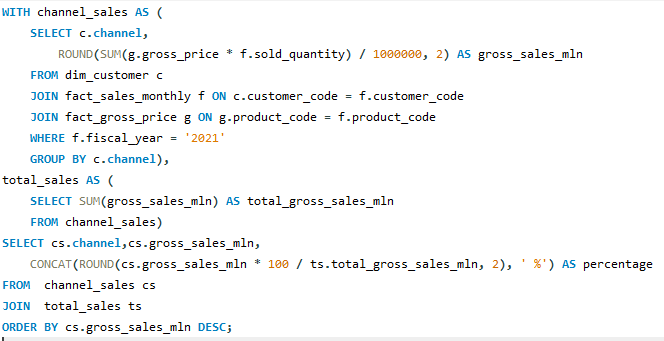 WITH channel_sales AS (
    SELECT c.channel,
        ROUND(SUM(g.gross_price * f.sold_quantity) / 1000000, 2) AS gross_sales_mln
    FROM dim_customer c
    JOIN fact_sales_monthly f ON c.customer_code = f.customer_code
    JOIN fact_gross_price g ON g.product_code = f.product_code
    WHERE f.fiscal_year = '2021'
    GROUP BY c.channel),
total_sales AS (
    SELECT SUM(gross_sales_mln) AS total_gross_sales_mln
    FROM channel_sales)
SELECT cs.channel,cs.gross_sales_mln,
    CONCAT(ROUND(cs.gross_sales_mln * 100 / ts.total_gross_sales_mln, 2), ' %') AS percentage
FROM  channel_sales cs
JOIN  total_sales ts
ORDER BY cs.gross_sales_mln DESC;